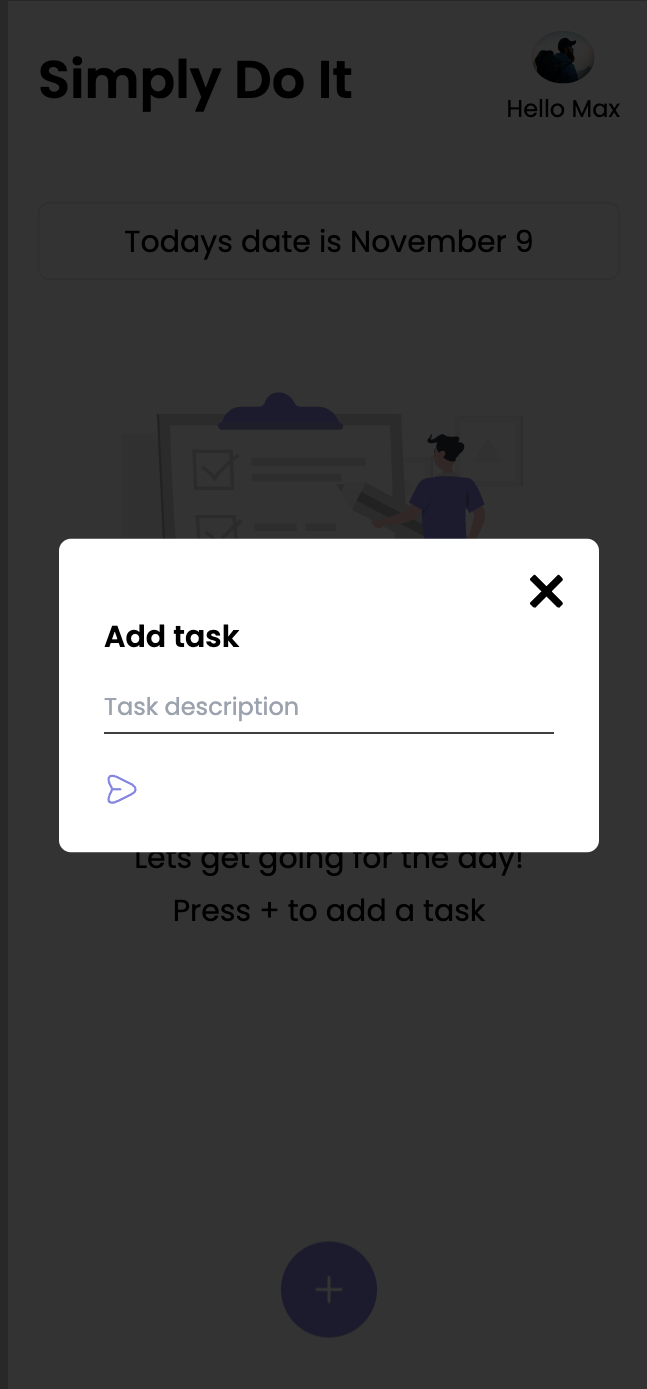 Simply Do It
Hello Max
Todays date is November 9
Add task
Task description
Lets get going for the day!
Press + to add a task